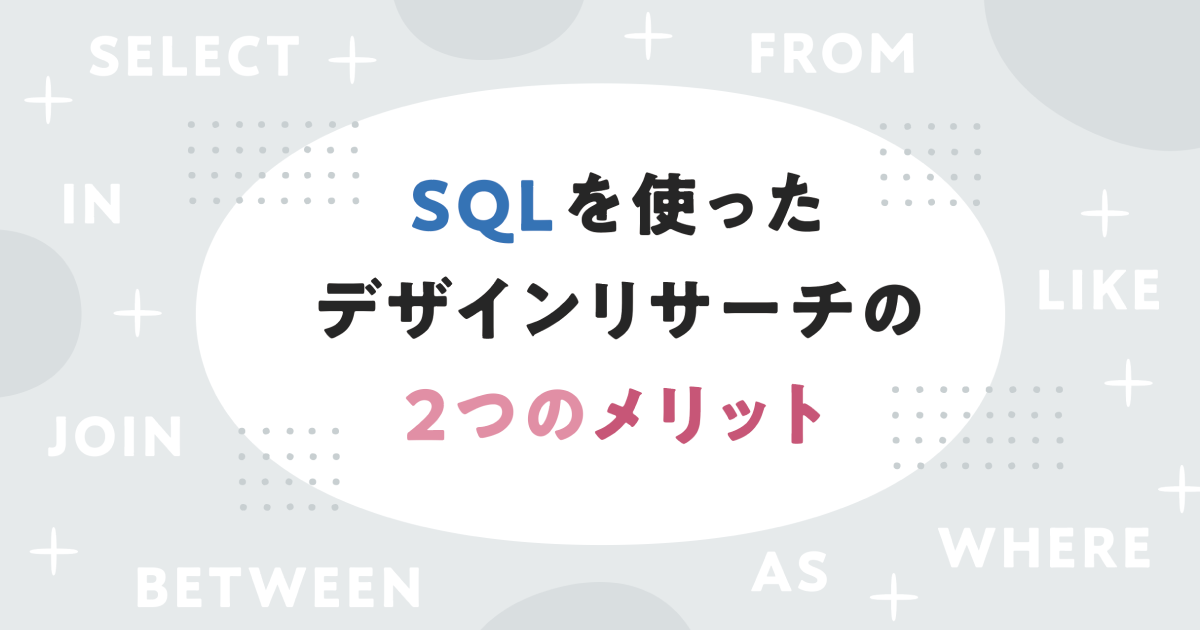 SELECT
FROM
IN
SQLを使った
デザインリサーチの
2つのメリット
LIKE
JOIN
WHERE
BETWEEN
AS